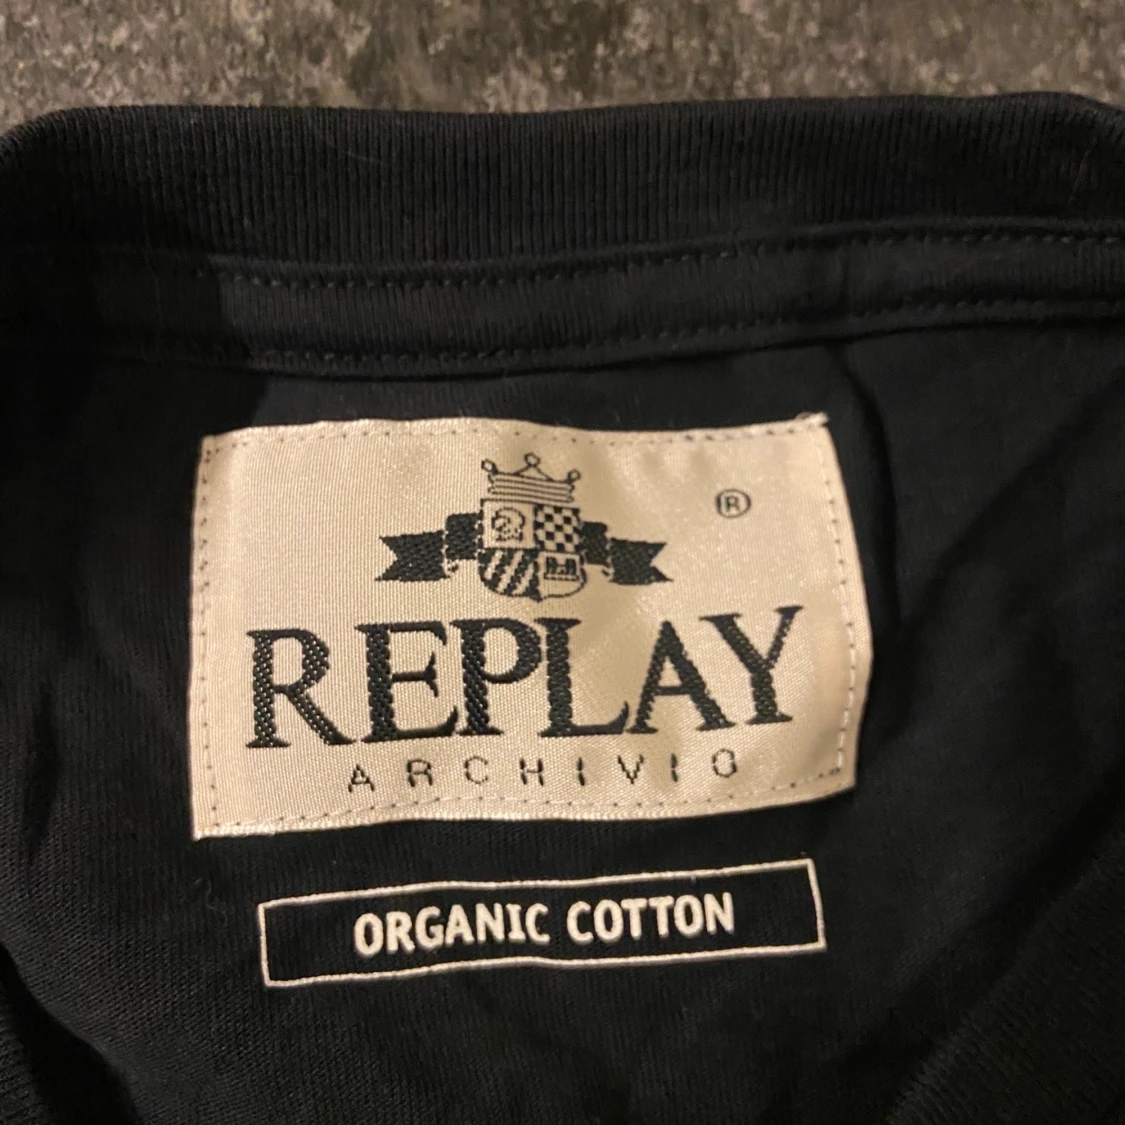 ®
REPLAY
ARCHIVIO
ORGANIC COTTON